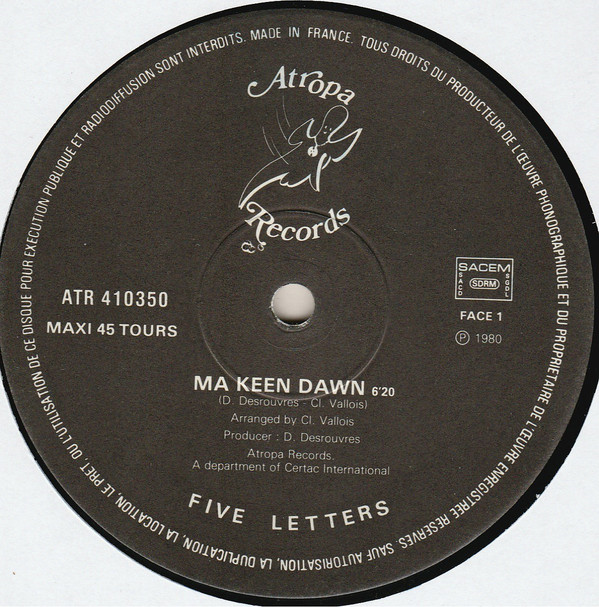 Atropa
Records
ATR 410350
MAXI 45 TOURS
SACEM
SACD
SDRM
SGDL
FACE 1
Ⓟ 1980
MA KEEN DAWN 6'20
(D. Desrouvres - Cl. Vallois)
Arranged by Cl. Vallois
Producer : D. Desrouvres
Atropa Records.
A department of Certac International
FIVE LETTERS
MADE IN FRANCE. TOUS DROITS DU PRODUCTEUR DE L'ŒUVRE PHONOGRAPHIQUE ET DU PROPRIETAIRE DE L'ŒUVRE ENREGISTREE RESERVES. SAUF AUTORISATION, LA DUPLICATION, LA LOCATION, LE PRET, OU L'UTILISATION DE CE DISQUE POUR EXECUTION PUBLIQUE ET RADIODIFFUSION SONT INTERDITS.